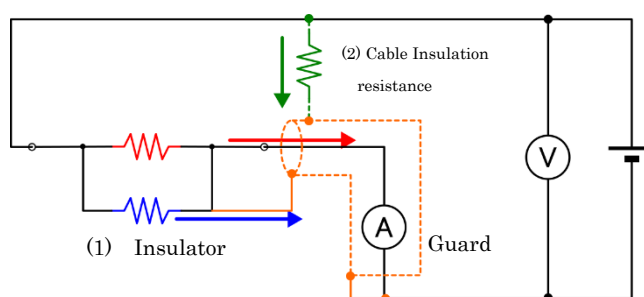 (2) Cable Insulation
resistance
V
A
Guard
(1) Insulator